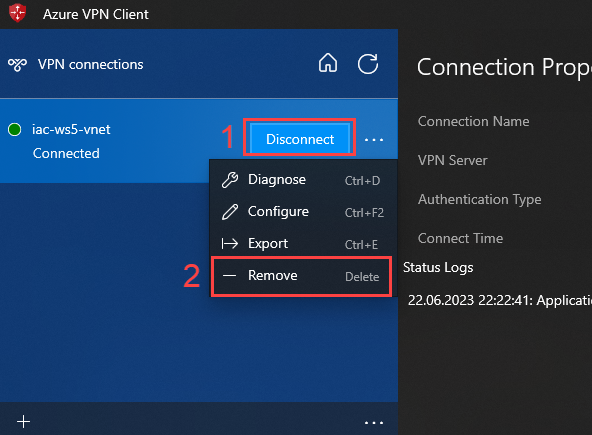 Azure VPN Client
VPN connections
iac-ws5-vnet
Connected
1
Disconnect
...
Diagnose Ctrl+D
Configure Ctrl+F2
Export Ctrl+E
2
Remove Delete
+
...
Connection Prope
Connection Name
VPN Server
Authentication Type
Connect Time
Status Logs
22.06.2023 22:22:41: Applicatio